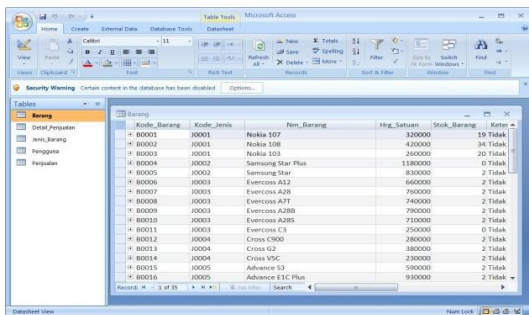 Table Tools Microsoft Access
Home Create External Data Database Tools Datasheet
View Paste Calibri 11 Refresh All New Save Delete Totals Spelling More Filter Size to Fit Form Switch Windows Find
Views Clipboard Font Rich Text Records Sort & Filter Window Find
Security Warning Certain content in the database has been disabled Options...
Tables
Barang
Detail_Penjualan
Jenis_Barang
Pengguna
Penjualan
Barang
Kode_Barang Kode_Jenis Nm_Barang Hrg_Satuan Stok_Barang Keter
B0001 J0001 Nokia 107 320000 19 Tidak
B0002 J0001 Nokia 108 420000 34 Tidak
B0003 J0001 Nokia 103 260000 20 Tidak
B0004 J0002 Samsung Star Plus 1180000 0 Tidak
B0005 J0002 Samsung Star 830000 2 Tidak
B0006 J0003 Evercoss A12 660000 2 Tidak
B0007 J0003 Evercoss A28 760000 2 Tidak
B0008 J0003 Evercoss A7T 740000 2 Tidak
B0009 J0003 Evercoss A28B 790000 2 Tidak
B0010 J0003 Evercoss A28S 710000 2 Tidak
B0011 J0003 Evercoss C3 250000 0 Tidak
B0012 J0004 Cross C900 280000 2 Tidak
B0013 J0004 Cross G2 380000 2 Tidak
B0014 J0004 Cross V5C 230000 2 Tidak
B0015 J0005 Advance S3 590000 2 Tidak
B0016 J0005 Advance E1C Plus 930000 2 Tidak
Record: 1 of 35 No Filter Search
Datasheet View Num Lock